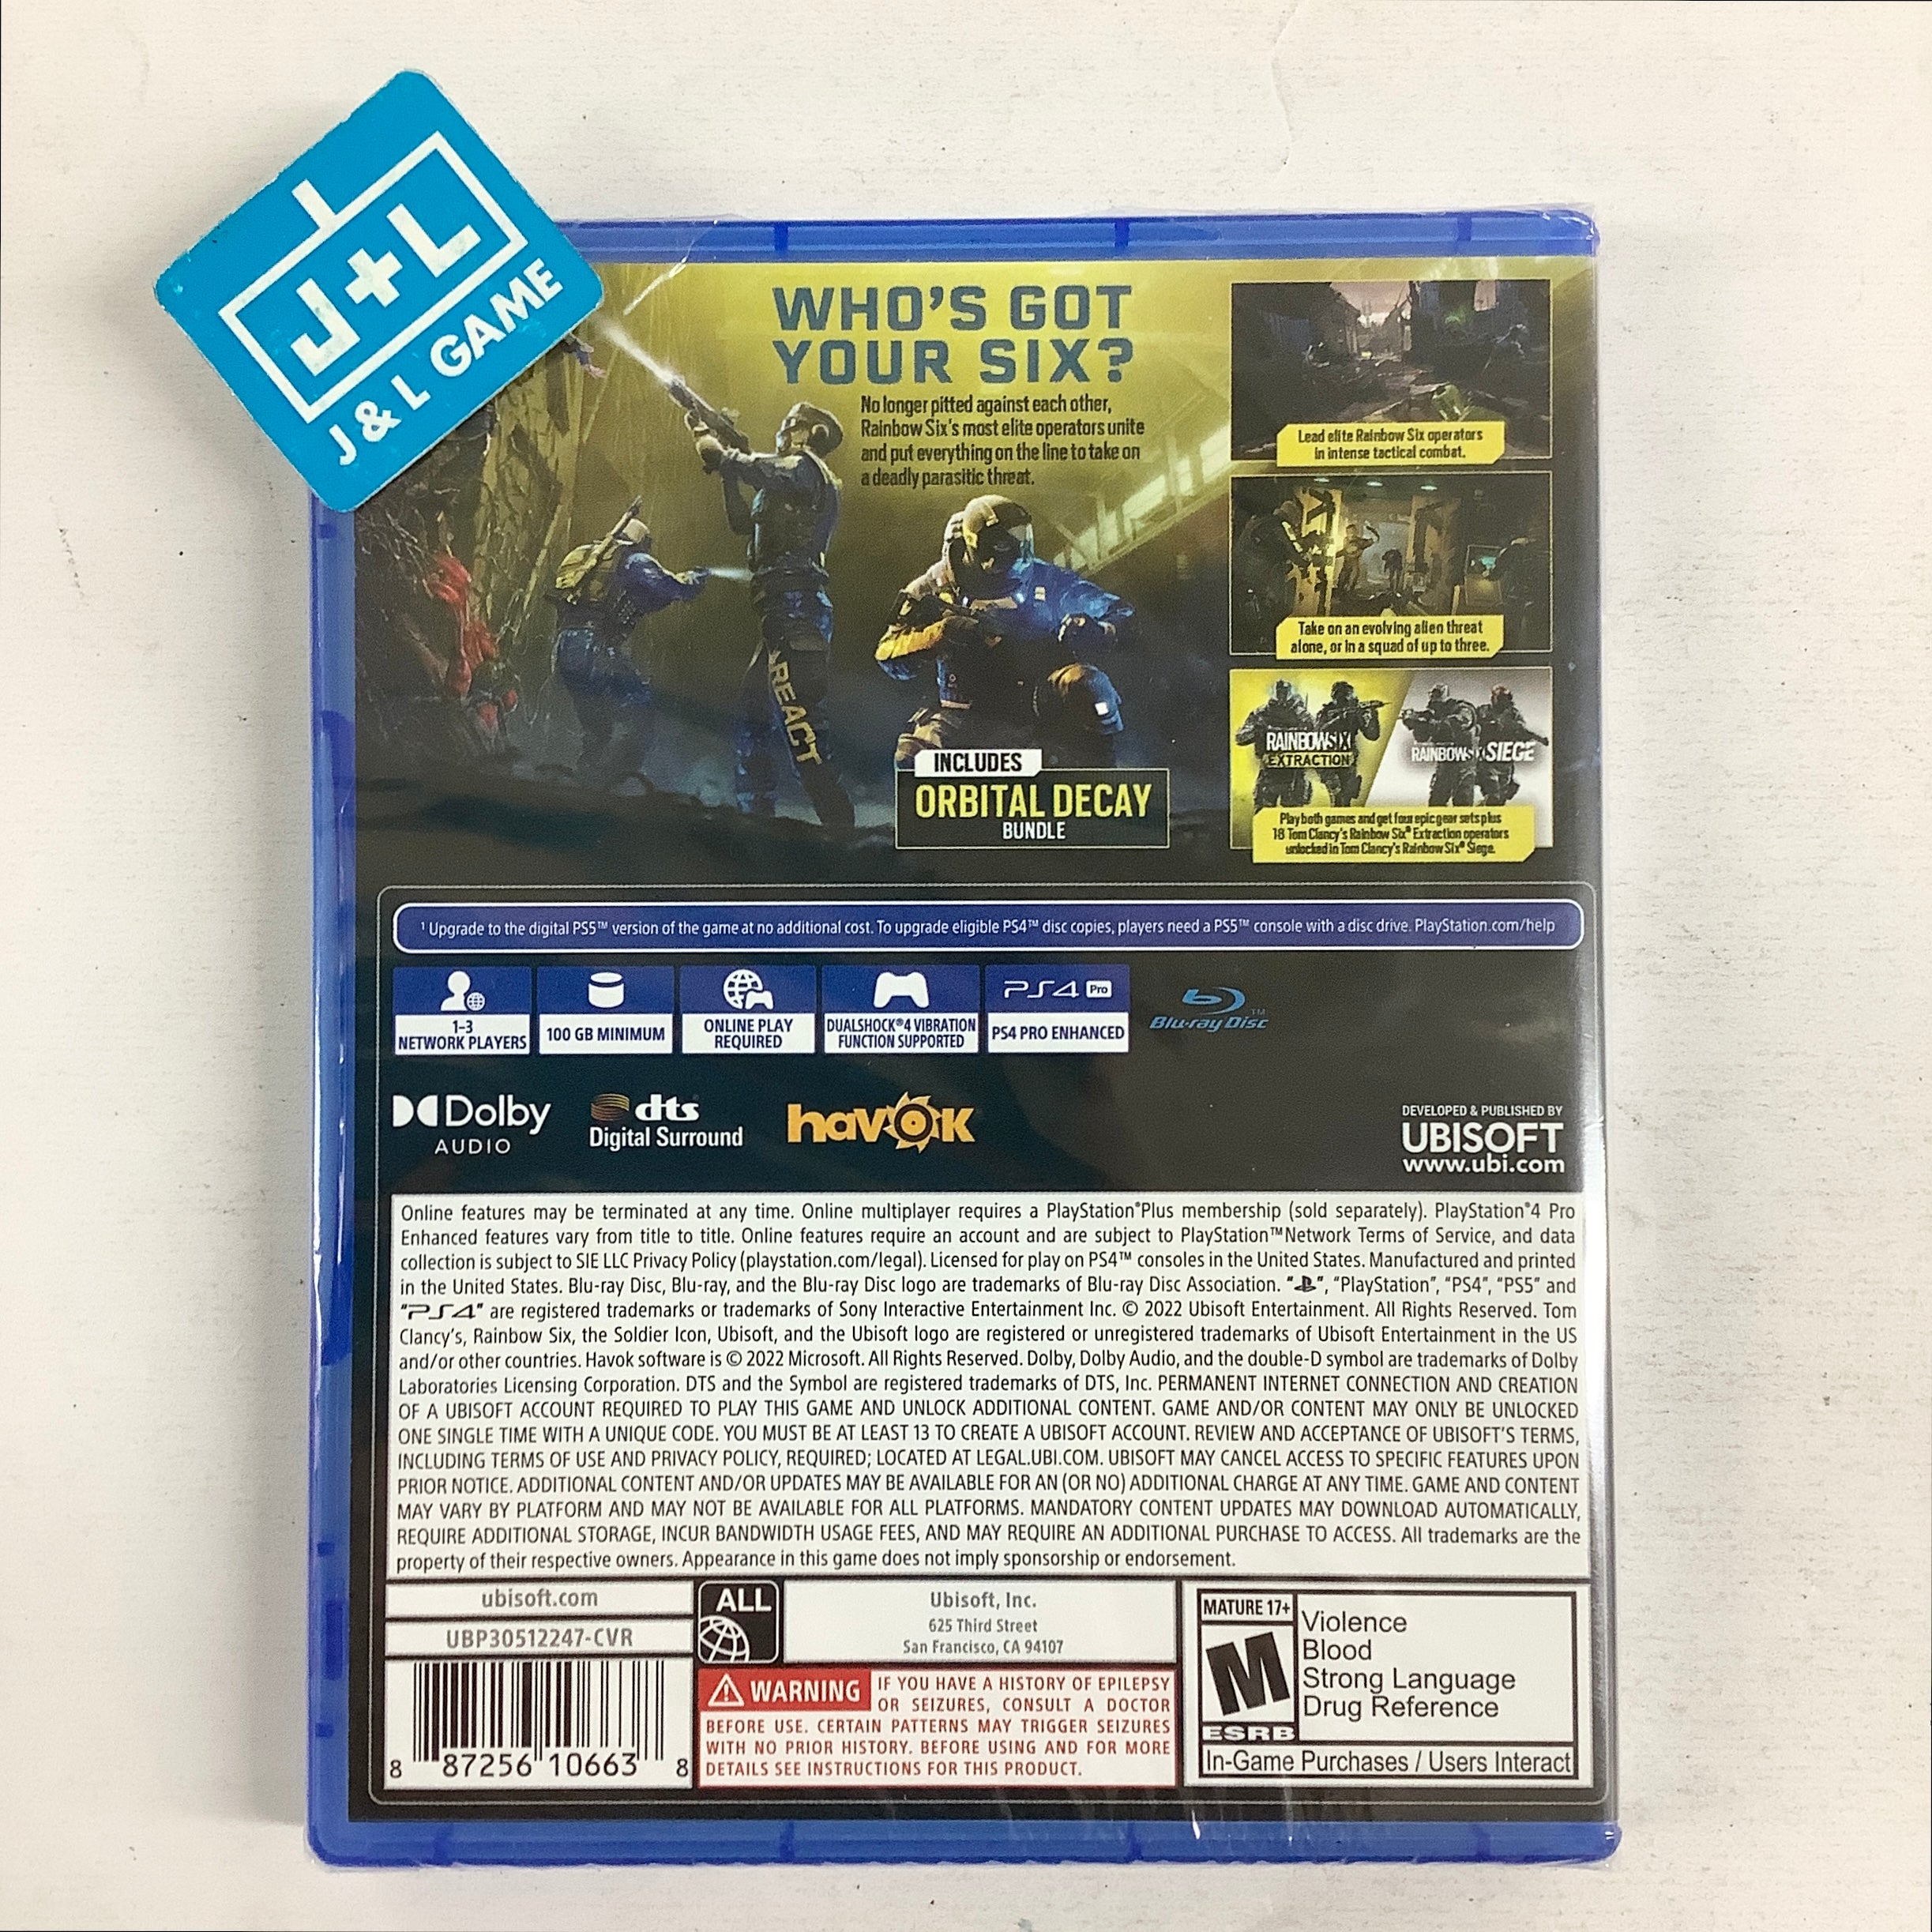 J+L
J & L GAME
WHO'S GOT
YOUR SIX?
No longer pitted against each other,
Rainbow Six's most elite operators unite
and put everything on the line to take on
a deadly parasitic threat.
REACT
INCLUDES
ORBITAL DECAY
BUNDLE
Lead elite Rainbow Six operators
in intense tactical combat.
Take on an evolving alien threat
alone, or in a squad of up to three.
RAINBOWSIX
EXTRACTION
RAINBOWSIX SIEGE
Play both games and get four epic gear sets plus
18 Tom Clancy's Rainbow Six® Extraction operators
unlocked in Tom Clancy's Rainbow Six® Siege.
¹ Upgrade to the digital PS5™ version of the game at no additional cost. To upgrade eligible PS4™ disc copies, players need a PS5™ console with a disc drive. PlayStation.com/help
1-3
NETWORK PLAYERS
100 GB MINIMUM
ONLINE PLAY
REQUIRED
DUALSHOCK®4 VIBRATION
FUNCTION SUPPORTED
PS4 Pro
PS4 PRO ENHANCED
Blu-ray Disc™
Dolby
AUDIO
dts
Digital Surround
havok
DEVELOPED & PUBLISHED BY
UBISOFT
www.ubi.com
Online features may be terminated at any time. Online multiplayer requires a PlayStation®Plus membership (sold separately). PlayStation®4 Pro
Enhanced features vary from title to title. Online features require an account and are subject to PlayStation™Network Terms of Service, and data
collection is subject to SIE LLC Privacy Policy (playstation.com/legal). Licensed for play on PS4™ consoles in the United States. Manufactured and printed
in the United States. Blu-ray Disc, Blu-ray, and the Blu-ray Disc logo are trademarks of Blu-ray Disc Association. "PS", "PlayStation", "PS4", "PS5" and
"PS4" are registered trademarks or trademarks of Sony Interactive Entertainment Inc. © 2022 Ubisoft Entertainment. All Rights Reserved. Tom
Clancy's, Rainbow Six, the Soldier Icon, Ubisoft, and the Ubisoft logo are registered or unregistered trademarks of Ubisoft Entertainment in the US
and/or other countries. Havok software is © 2022 Microsoft. All Rights Reserved. Dolby, Dolby Audio, and the double-D symbol are trademarks of Dolby
Laboratories Licensing Corporation. DTS and the Symbol are registered trademarks of DTS, Inc. PERMANENT INTERNET CONNECTION AND CREATION
OF A UBISOFT ACCOUNT REQUIRED TO PLAY THIS GAME AND UNLOCK ADDITIONAL CONTENT. GAME AND/OR CONTENT MAY ONLY BE UNLOCKED
ONE SINGLE TIME WITH A UNIQUE CODE. YOU MUST BE AT LEAST 13 TO CREATE A UBISOFT ACCOUNT. REVIEW AND ACCEPTANCE OF UBISOFT'S TERMS,
INCLUDING TERMS OF USE AND PRIVACY POLICY, REQUIRED; LOCATED AT LEGAL.UBI.COM. UBISOFT MAY CANCEL ACCESS TO SPECIFIC FEATURES UPON
PRIOR NOTICE. ADDITIONAL CONTENT AND/OR UPDATES MAY BE AVAILABLE FOR AN (OR NO) ADDITIONAL CHARGE AT ANY TIME. GAME AND CONTENT
MAY VARY BY PLATFORM AND MAY NOT BE AVAILABLE FOR ALL PLATFORMS. MANDATORY CONTENT UPDATES MAY DOWNLOAD AUTOMATICALLY,
REQUIRE ADDITIONAL STORAGE, INCUR BANDWIDTH USAGE FEES, AND MAY REQUIRE AN ADDITIONAL PURCHASE TO ACCESS. All trademarks are the
property of their respective owners. Appearance in this game does not imply sponsorship or endorsement.
ubisoft.com
UBP30512247-CVR
8 87256 10663 8
ALL
Ubisoft, Inc.
625 Third Street
San Francisco, CA 94107
WARNING IF YOU HAVE A HISTORY OF EPILEPSY
OR SEIZURES, CONSULT A DOCTOR
BEFORE USE. CERTAIN PATTERNS MAY TRIGGER SEIZURES
WITH NO PRIOR HISTORY. BEFORE USING AND FOR MORE
DETAILS SEE INSTRUCTIONS FOR THIS PRODUCT.
MATURE 17+
M
ESRB
Violence
Blood
Strong Language
Drug Reference
In-Game Purchases / Users Interact